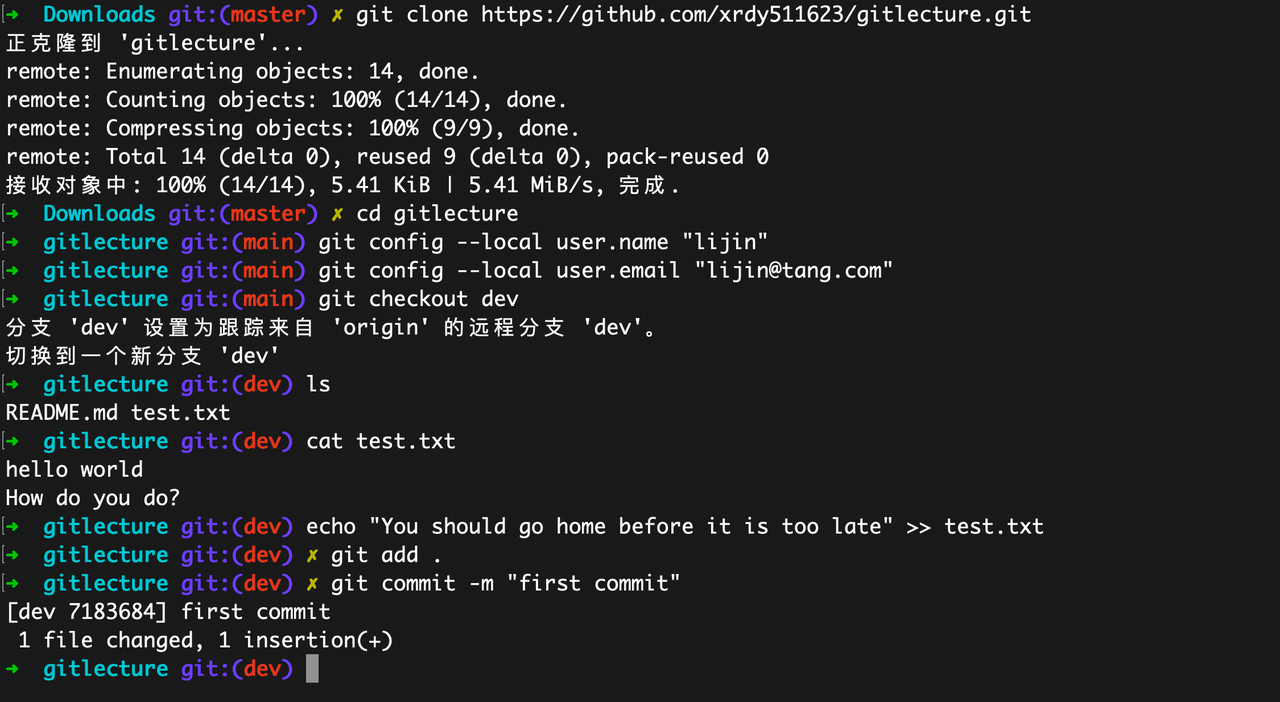 ➜  Downloads git:(master) ✗ git clone https://github.com/xrdy511623/gitlecture.git
正克隆到 'gitlecture'...
remote: Enumerating objects: 14, done.
remote: Counting objects: 100% (14/14), done.
remote: Compressing objects: 100% (9/9), done.
remote: Total 14 (delta 0), reused 9 (delta 0), pack-reused 0
接收对象中: 100% (14/14), 5.41 KiB | 5.41 MiB/s, 完成.
➜  Downloads git:(master) ✗ cd gitlecture
➜  gitlecture git:(main) git config --local user.name "lijin"
➜  gitlecture git:(main) git config --local user.email "lijin@tang.com"
➜  gitlecture git:(main) git checkout dev
分支 'dev' 设置为跟踪来自 'origin' 的远程分支 'dev'。
切换到一个新分支 'dev'
➜  gitlecture git:(dev) ls
README.md test.txt
➜  gitlecture git:(dev) cat test.txt
hello world
How do you do?
➜  gitlecture git:(dev) echo "You should go home before it is too late" >> test.txt
➜  gitlecture git:(dev) ✗ git add .
➜  gitlecture git:(dev) ✗ git commit -m "first commit"
[dev 7183684] first commit
 1 file changed, 1 insertion(+)
➜  gitlecture git:(dev)